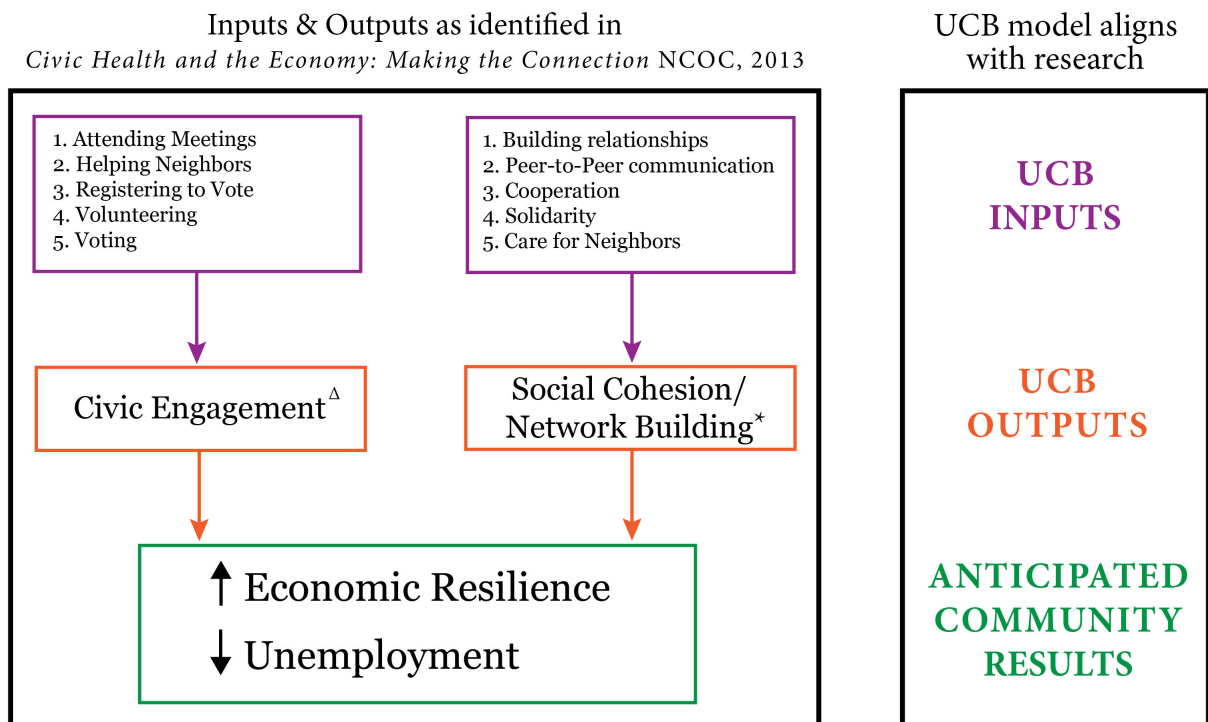 Inputs & Outputs as identified in
Civic Health and the Economy: Making the Connection NCOC, 2013
UCB model aligns
with research
1. Attending Meetings
2. Helping Neighbors
3. Registering to Vote
4. Volunteering
5. Voting
1. Building relationships
2. Peer-to-Peer communication
3. Cooperation
4. Solidarity
5. Care for Neighbors
UCB
INPUTS
Civic Engagement^Δ
Social Cohesion/
Network Building*
UCB
OUTPUTS
↑ Economic Resilience
↓ Unemployment
ANTICIPATED
COMMUNITY
RESULTS